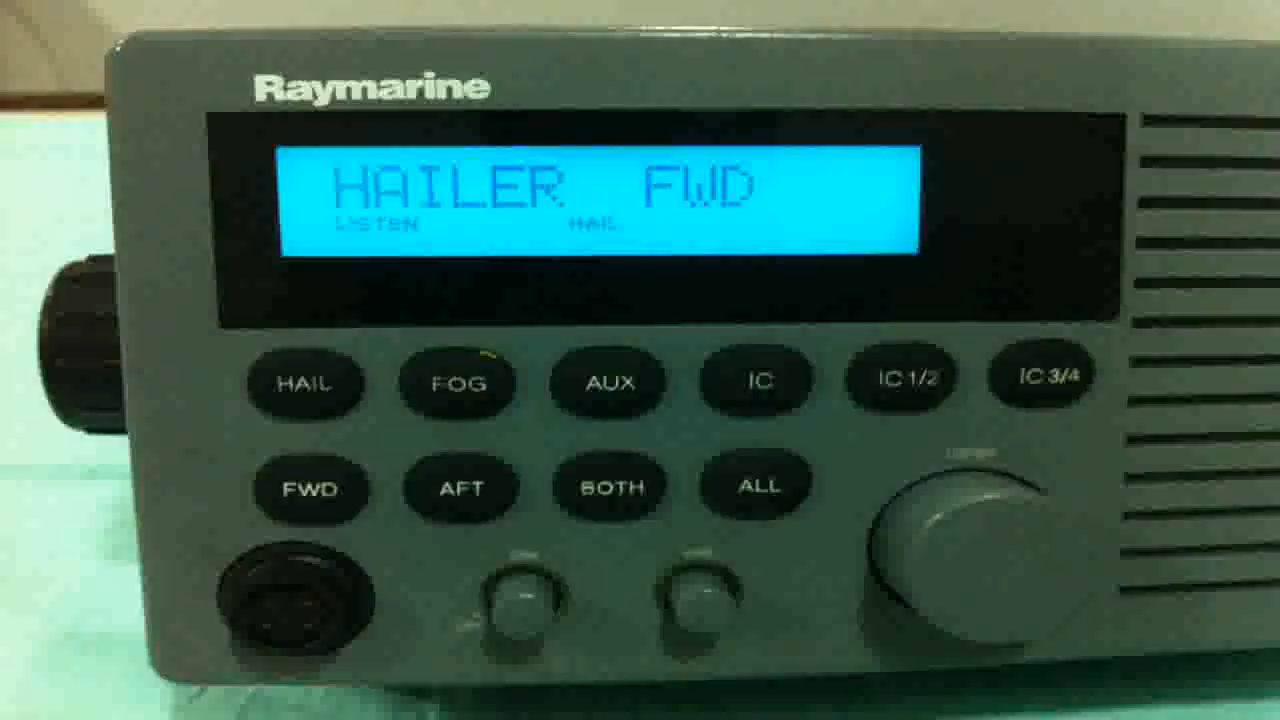 Raymarine
HAILER FWD
LISTEN HAIL
HAIL FOG AUX IC IC 1/2 IC 3/4
FWD AFT BOTH ALL